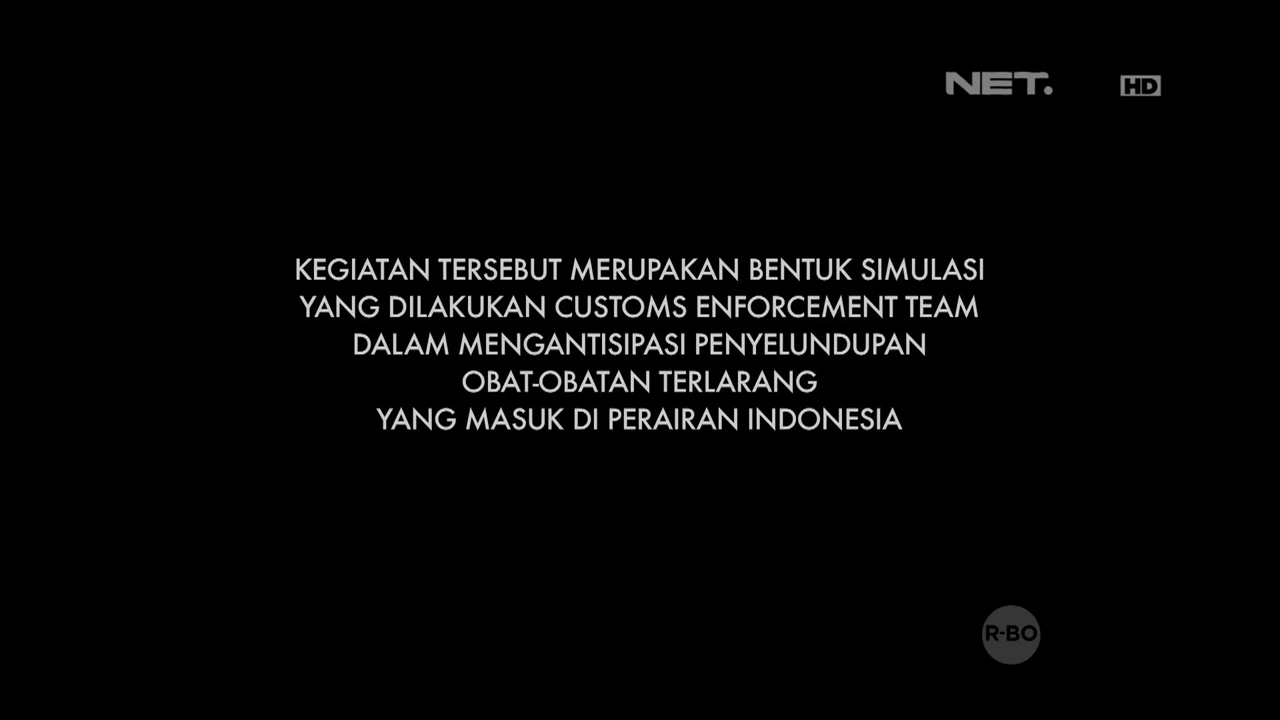 NET. HD
KEGIATAN TERSEBUT MERUPAKAN BENTUK SIMULASI
YANG DILAKUKAN CUSTOMS ENFORCEMENT TEAM
DALAM MENGANTISIPASI PENYELUNDUPAN
OBAT-OBATAN TERLARANG
YANG MASUK DI PERAIRAN INDONESIA
R-BO